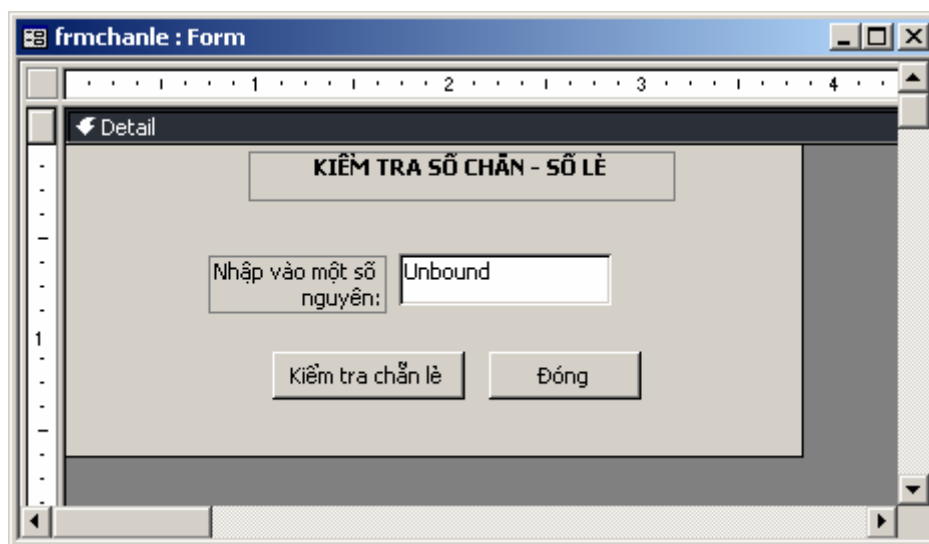 frmchanle : Form
1 2 3 4
Detail
KIỂM TRA SỐ CHẴN - SỐ LẺ
Nhập vào một số
nguyên:
Unbound
1
Kiểm tra chẵn lẻ
Đóng